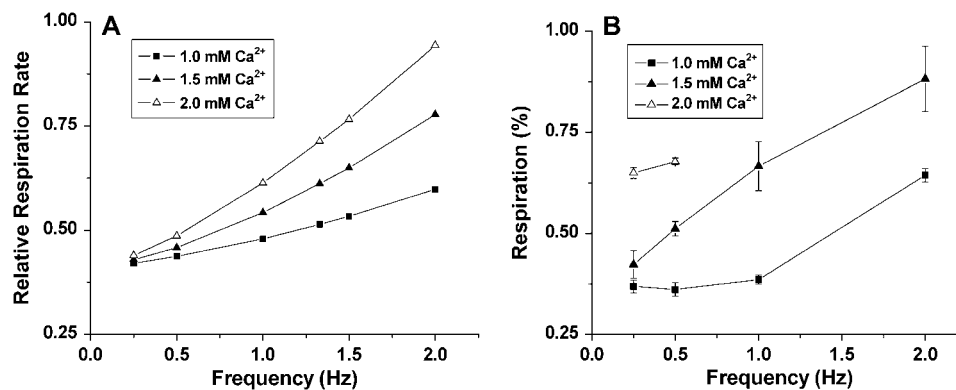 A
1.0 mM Ca²⁺
1.5 mM Ca²⁺
2.0 mM Ca²⁺
Relative Respiration Rate
1.00
0.75
0.50
0.25
0.0 0.5 1.0 1.5 2.0
Frequency (Hz)
B
1.0 mM Ca²⁺
1.5 mM Ca²⁺
2.0 mM Ca²⁺
Respiration (%)
1.00
0.75
0.50
0.25
0.0 0.5 1.0 1.5 2.0
Frequency (Hz)